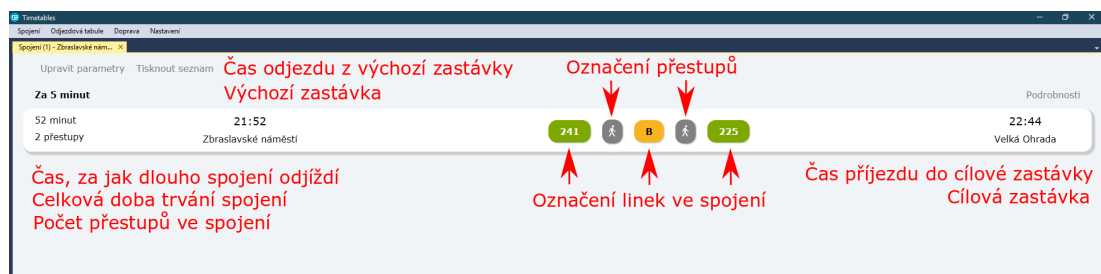 Timetables
Spojení Odjezdová tabule Doprava Nastavení
Spojení (1) - Zbraslavské nám... ×
Upravit parametry Tisknout seznam
Čas odjezdu z výchozí zastávky
Výchozí zastávka
Označení přestupů
Za 5 minut
Podrobnosti
52 minut
2 přestupy
21:52
Zbraslavské náměstí
241 B 225
22:44
Velká Ohrada
Čas, za jak dlouho spojení odjíždí
Celková doba trvání spojení
Počet přestupů ve spojení
Označení linek ve spojení
Čas příjezdu do cílové zastávky
Cílová zastávka